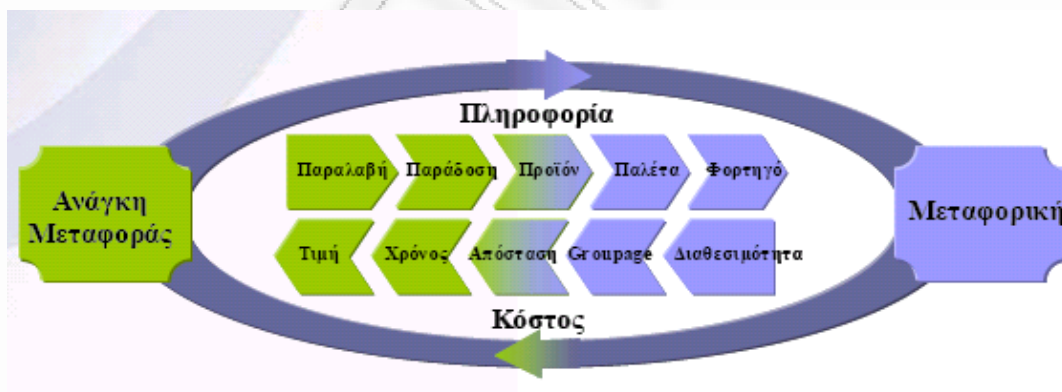 Πληροφορία
Παραλαβή Παράδοση Προϊόν Παλέτα Φορτηγό
Ανάγκη
Μεταφοράς
Μεταφορική
Τιμή Χρόνος Απόσταση Groupage Διαθεσιμότητα
Κόστος